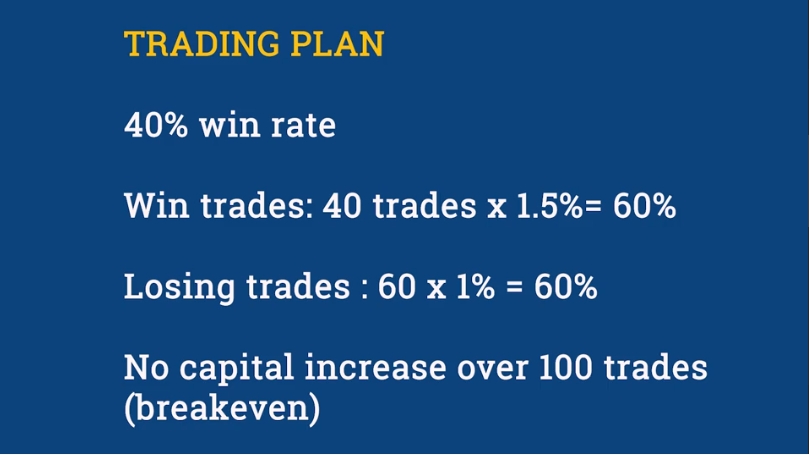 TRADING PLAN
40% win rate
Win trades: 40 trades x 1.5%= 60%
Losing trades : 60 x 1% = 60%
No capital increase over 100 trades
(breakeven)